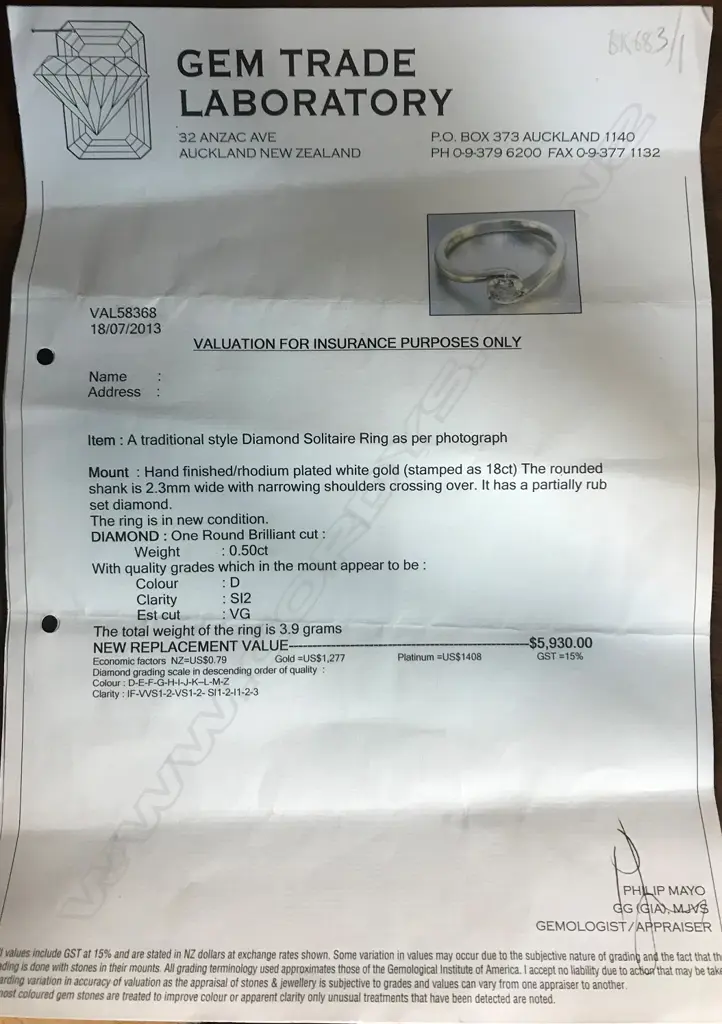 BK683/1
GEM TRADE
LABORATORY
32 ANZAC AVE
AUCKLAND NEW ZEALAND
P.O. BOX 373 AUCKLAND 1140
PH 0-9-379 6200 FAX 0-9-377 1132
VAL58368
18/07/2013
VALUATION FOR INSURANCE PURPOSES ONLY
Name :
Address :
Item : A traditional style Diamond Solitaire Ring as per photograph
Mount : Hand finished/rhodium plated white gold (stamped as 18ct) The rounded
shank is 2.3mm wide with narrowing shoulders crossing over. It has a partially rub
set diamond.
The ring is in new condition.
DIAMOND : One Round Brilliant cut :
Weight : 0.50ct
With quality grades which in the mount appear to be :
Colour : D
Clarity : SI2
Est cut : VG
The total weight of the ring is 3.9 grams
NEW REPLACEMENT VALUE-----$5,930.00
Economic factors NZ=US$0.79 Gold =US$1,277 Platinum =US$1408 GST =15%
Diamond grading scale in descending order of quality :
Colour : D-E-F-G-H-I-J-K--L-M-Z
Clarity : IF-VVS1-2-VS1-2- SI1-2-I1-2-3
PHILIP MAYO
GG (GIA), MJVS
GEMOLOGIST/APPRAISER
values include GST at 15% and are stated in NZ dollars at exchange rates shown. Some variation in values may occur due to the subjective nature of grading and the fact that
is done with stones in their mounts. All grading terminology used approximates those of the Gemological Institute of America. I accept no liability due to action that may be
variation in accuracy of valuation as the appraisal of stones & jewellery is subjective to grades and values can vary from one appraiser to another.
coloured gem stones are treated to improve colour or apparent clarity only unusual treatments that have been detected are noted.